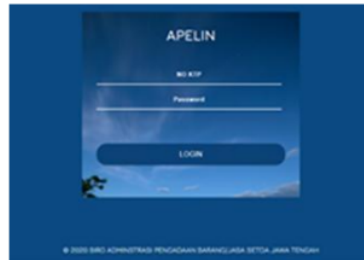 APELIN
NO KTP
Password
LOGIN
© 2020 BIRO ADMINISTRASI PENGADAAN BARANG/JASA SETDA JAWA TENGAH